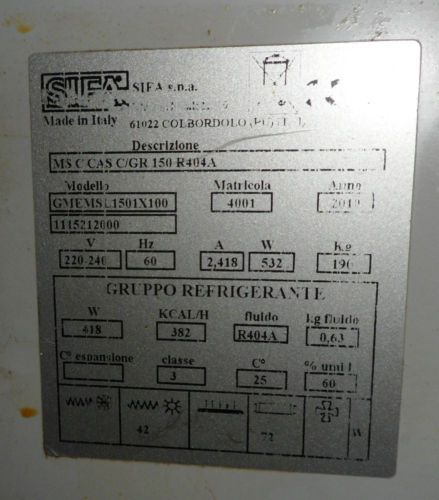 SIFA
SIFA s.p.a.
Made in Italy
61022 COLBORDOLO
Descrizione
MS C CAS C/GR 150 R404A
Modello Matricola Anno
GMEMSL1501X100 4001
1115212000
V Hz A W Kg
220-240 60 2,418 532 190
GRUPPO REFRIGERANTE
W KCAL/H fluido kg fluido
418 382 R404A 0,63
C° espansione classe C° % umi
3 25 60
42 72 W